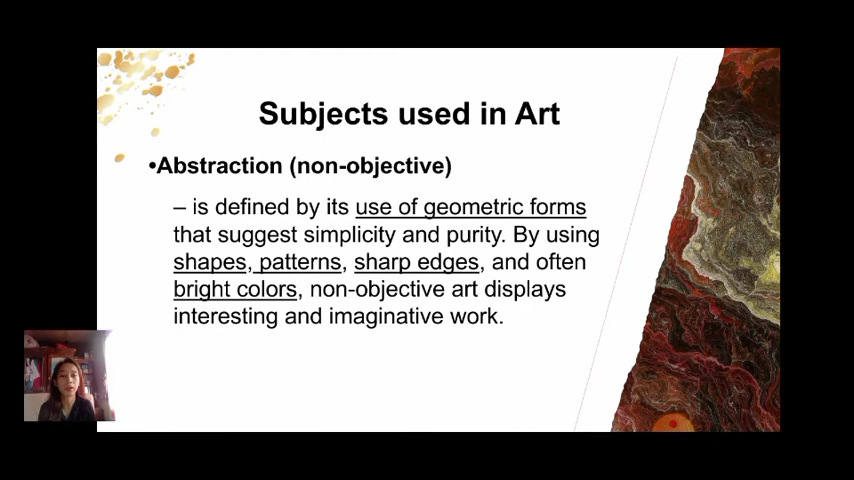 Subjects used in Art
•Abstraction (non-objective)
– is defined by its use of geometric forms
that suggest simplicity and purity. By using
shapes, patterns, sharp edges, and often
bright colors, non-objective art displays
interesting and imaginative work.